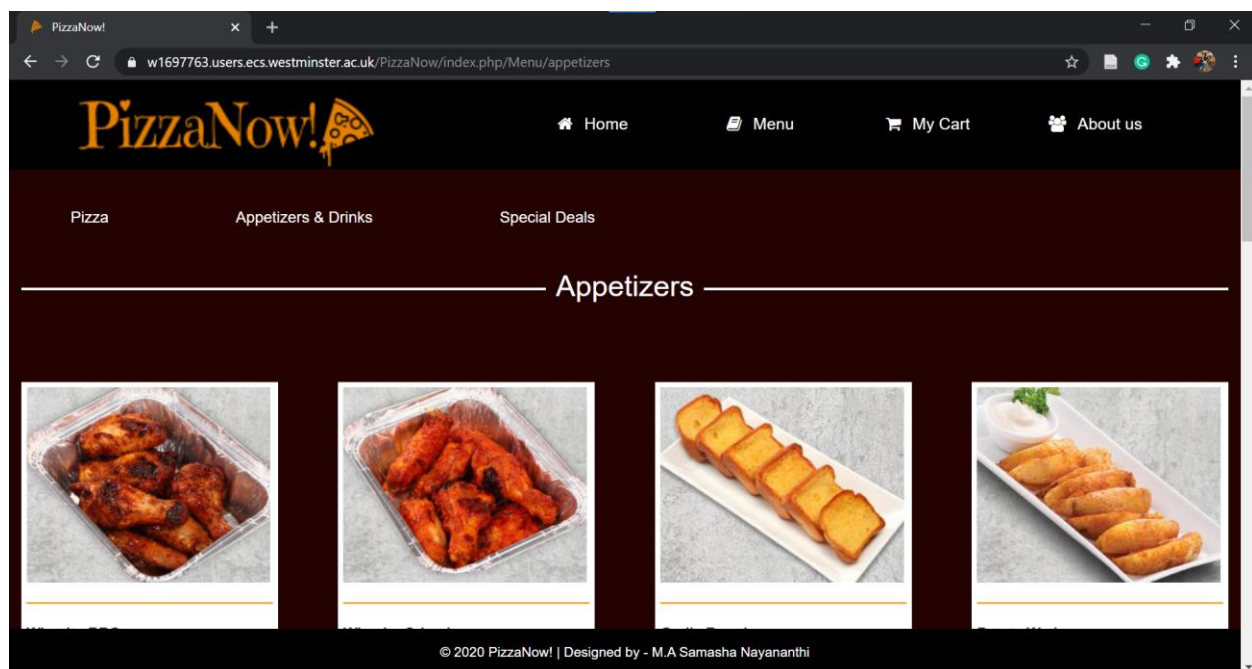 PizzaNow!
w1697763.users.ecs.westminster.ac.uk/PizzaNow/index.php/Menu/appetizers
PizzaNow!
Home
Menu
My Cart
About us
Pizza
Appetizers & Drinks
Special Deals
Appetizers
© 2020 PizzaNow! | Designed by - M.A Samasha Nayananthi